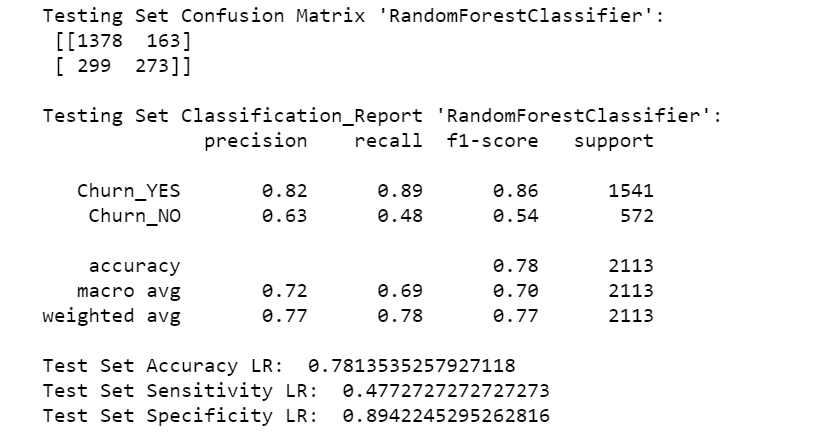 Testing Set Confusion Matrix 'RandomForestClassifier':
[[1378 163]
[ 299 273]]
Testing Set Classification_Report 'RandomForestClassifier':
precision recall f1-score support
Churn_YES 0.82 0.89 0.86 1541
Churn_NO 0.63 0.48 0.54 572
accuracy 0.78 2113
macro avg 0.72 0.69 0.70 2113
weighted avg 0.77 0.78 0.77 2113
Test Set Accuracy LR: 0.7813535257927118
Test Set Sensitivity LR: 0.4772727272727273
Test Set Specificity LR: 0.8942245295262816